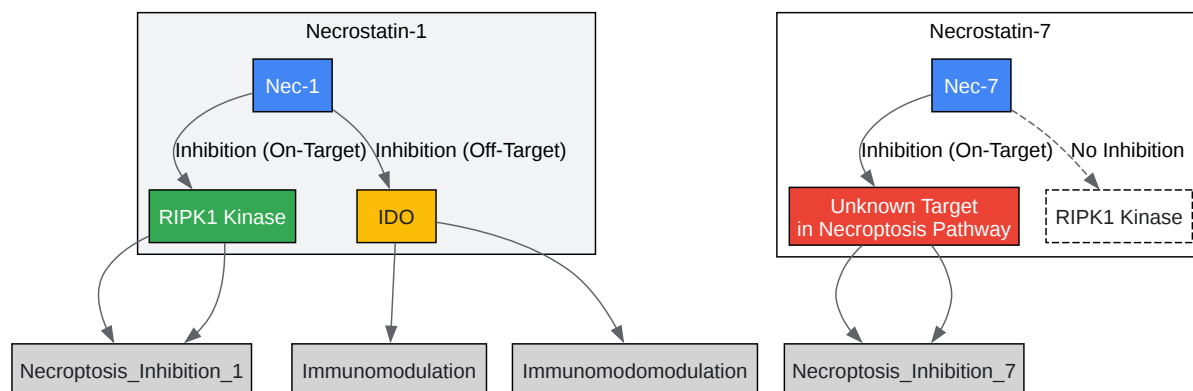 Necrostatin-1
Necrostatin-7
Nec-1
Nec-7
Inhibition (On-Target)
Inhibition (Off-Target)
Inhibition (On-Target)
No Inhibition
RIPK1 Kinase
IDO
Unknown Target
in Necroptosis Pathway
RIPK1 Kinase
Necroptosis_Inhibition_1
Immunomodulation
Immunomodomodulation
Necroptosis_Inhibition_7